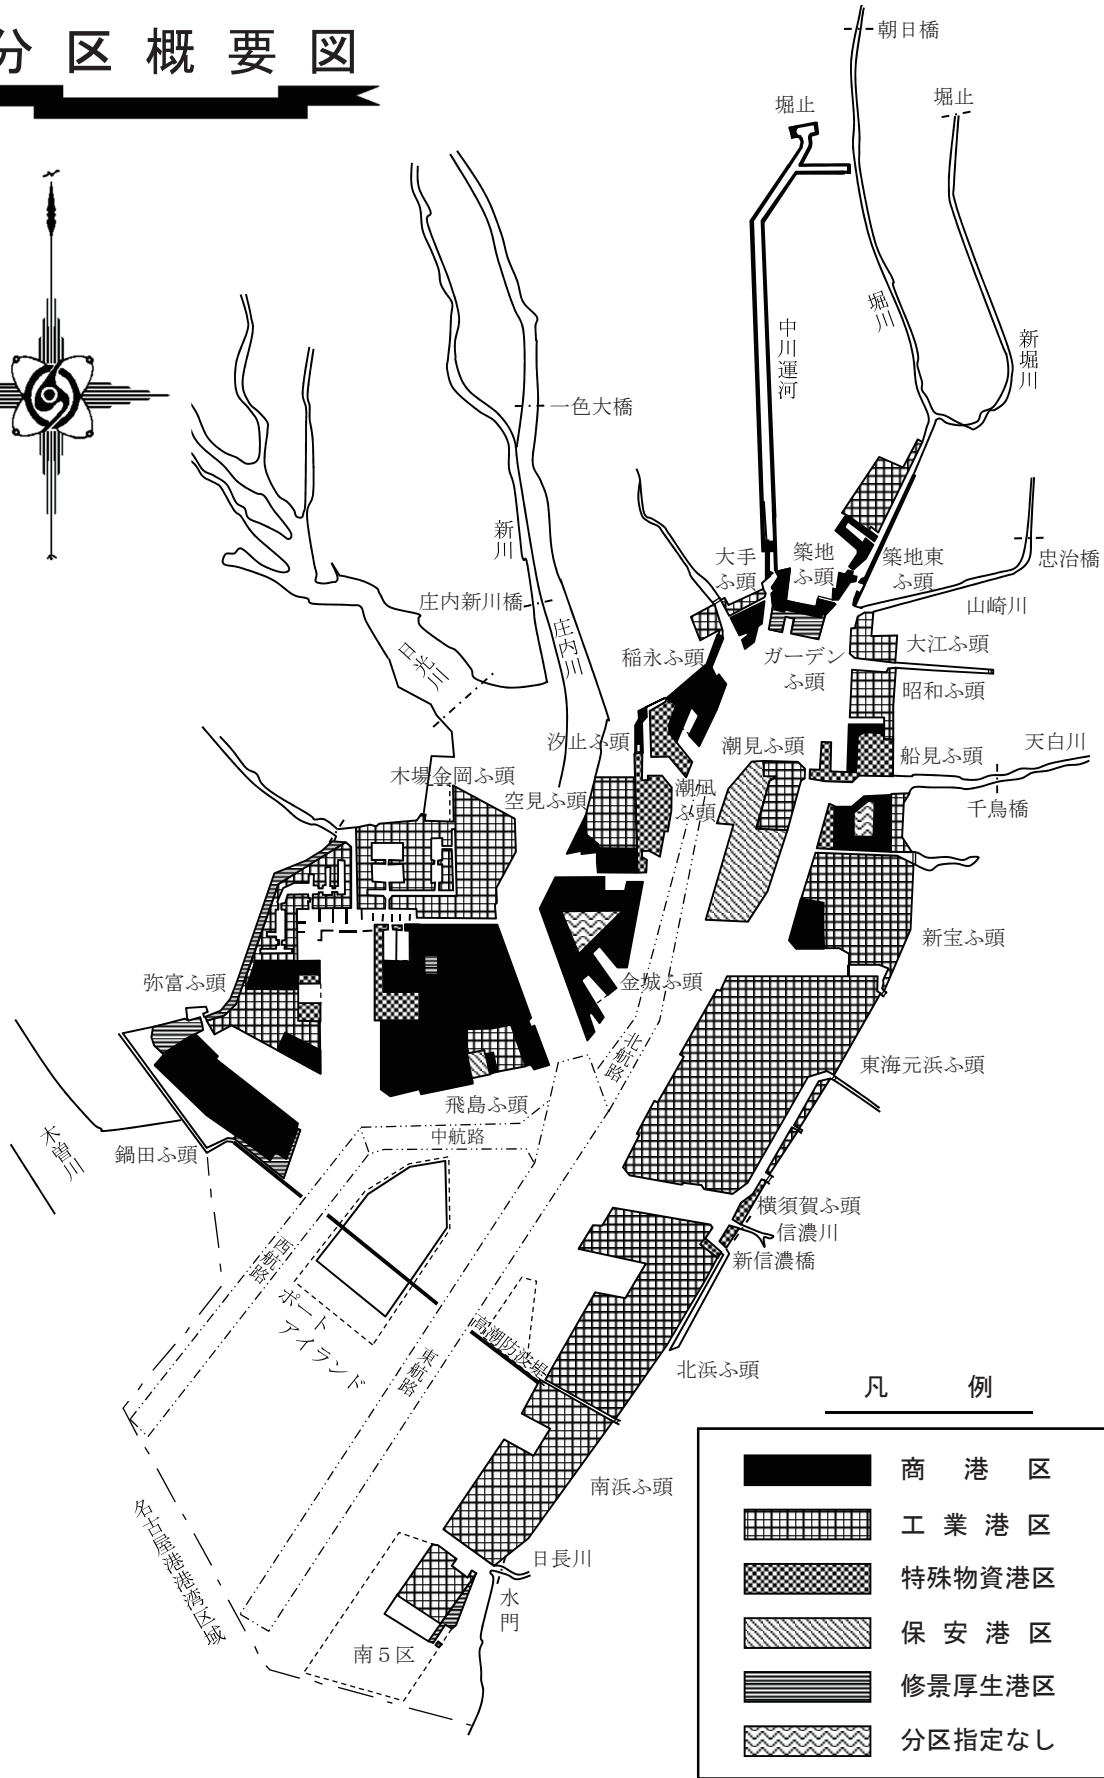 分区概要図
朝日橋
堀止
堀止
堀川
新堀川
中川運河
一色大橋
新川
庄内新川橋
庄内川
日光川
大手ふ頭
築地ふ頭
築地東ふ頭
忠治橋
山崎川
大江ふ頭
稲永ふ頭
ガーデンふ頭
昭和ふ頭
汐止ふ頭
潮見ふ頭
船見ふ頭
天白川
木場金岡ふ頭
空見ふ頭
潮凪ふ頭
千鳥橋
新宝ふ頭
弥富ふ頭
金城ふ頭
北航路
東海元浜ふ頭
飛島ふ頭
中航路
木曽川
鍋田ふ頭
横須賀ふ頭
信濃川
新信濃橋
西航路
ポートアイランド
高潮防波堤
東航路
北浜ふ頭
南浜ふ頭
名古屋港港湾区域
日長川
水門
南5区
凡例
商港区
工業港区
特殊物資港区
保安港区
修景厚生港区
分区指定なし